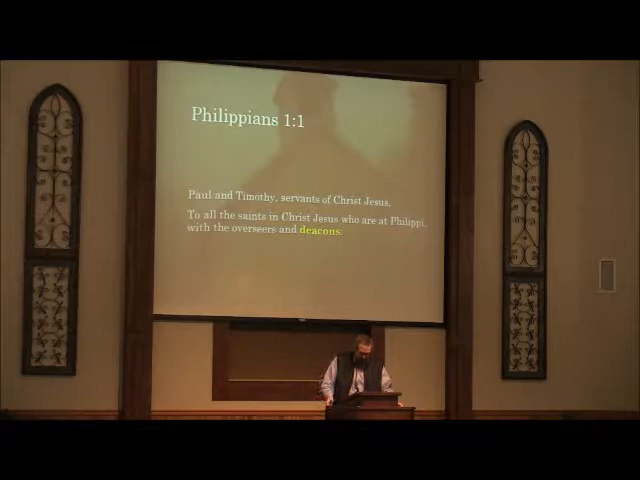 Philippians 1:1
Paul and Timothy, servants of Christ Jesus,
To all the saints in Christ Jesus who are at Philippi,
with the overseers and deacons: